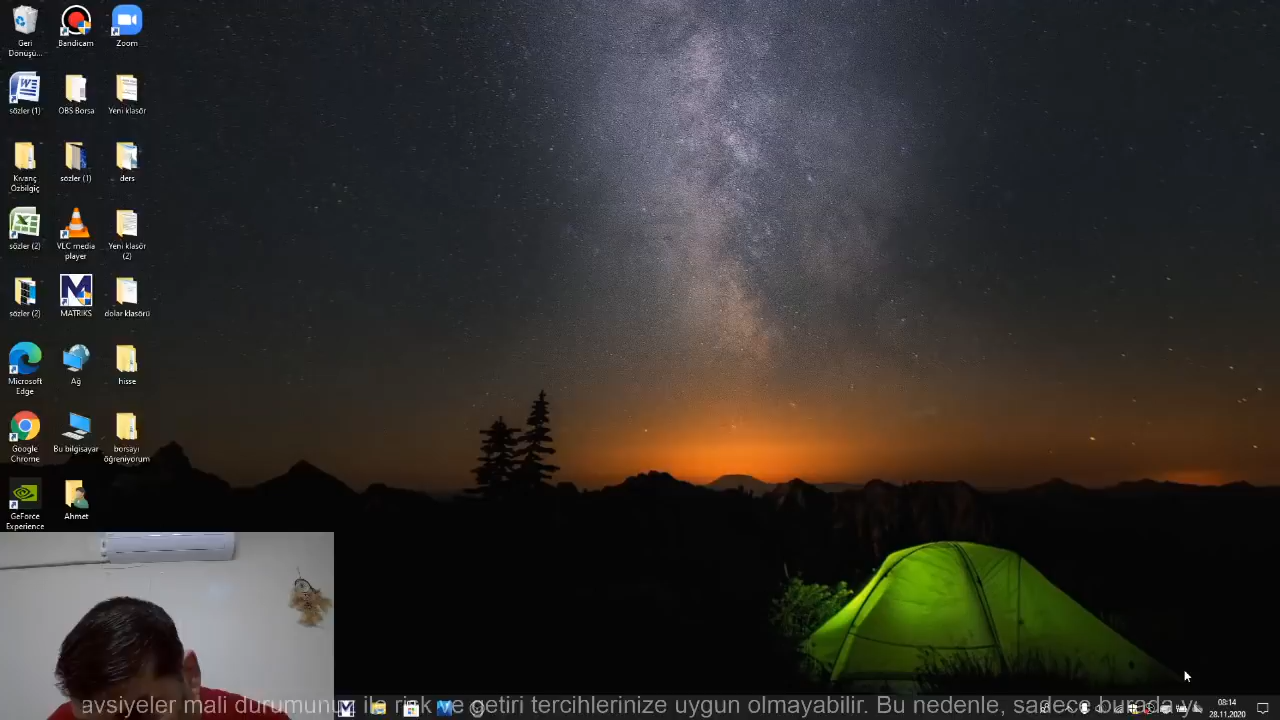 Geri Dönüşü...
Bandicam
Zoom
sözler (1)
OBS Borsa
Yeni klasör
Kıvanç Özbilgiç
sözler (1)
ders
sözler (2)
VLC media player
Yeni klasör (2)
sözler (2)
MATRIKS
dolar klasörü
Microsoft Edge
Ağ
hisse
Google Chrome
Bu bilgisayar
borsayı öğreniyorum
GeForce Experience
Ahmet
avsiyeler mali durumunuz ile risk ve getiri tercihlerinize uygun olmayabilir. Bu nedenle, sadece burada
08:14
28.11.2020